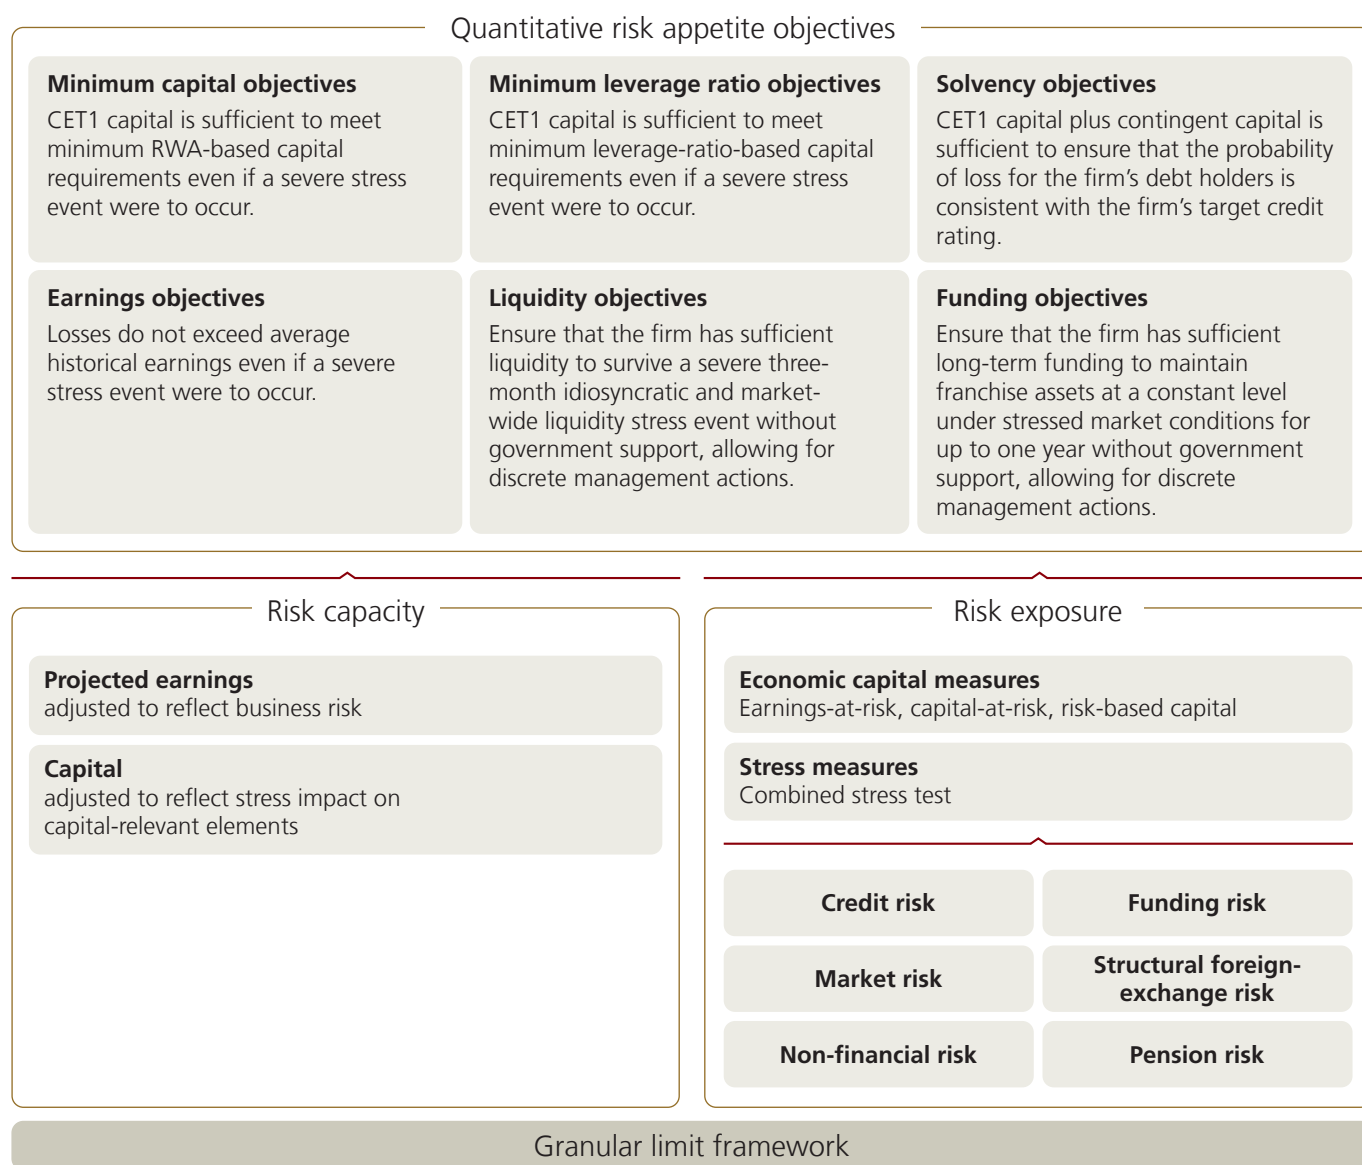 Quantitative risk appetite objectives
Minimum capital objectives
CET1 capital is sufficient to meet
minimum RWA-based capital
requirements even if a severe stress
event were to occur.
Minimum leverage ratio objectives
CET1 capital is sufficient to meet
minimum leverage-ratio-based capital
requirements even if a severe stress
event were to occur.
Solvency objectives
CET1 capital plus contingent capital is
sufficient to ensure that the probability
of loss for the firm’s debt holders is
consistent with the firm’s target credit
rating.
Earnings objectives
Losses do not exceed average
historical earnings even if a severe
stress event were to occur.
Liquidity objectives
Ensure that the firm has sufficient
liquidity to survive a severe three-
month idiosyncratic and market-
wide liquidity stress event without
government support, allowing for
discrete management actions.
Funding objectives
Ensure that the firm has sufficient
long-term funding to maintain
franchise assets at a constant level
under stressed market conditions for
up to one year without government
support, allowing for discrete
management actions.
Risk capacity
Projected earnings
adjusted to reflect business risk
Capital
adjusted to reflect stress impact on
capital-relevant elements
Risk exposure
Economic capital measures
Earnings-at-risk, capital-at-risk, risk-based capital
Stress measures
Combined stress test
Credit risk
Funding risk
Market risk
Structural foreign-
exchange risk
Non-financial risk
Pension risk
Granular limit framework